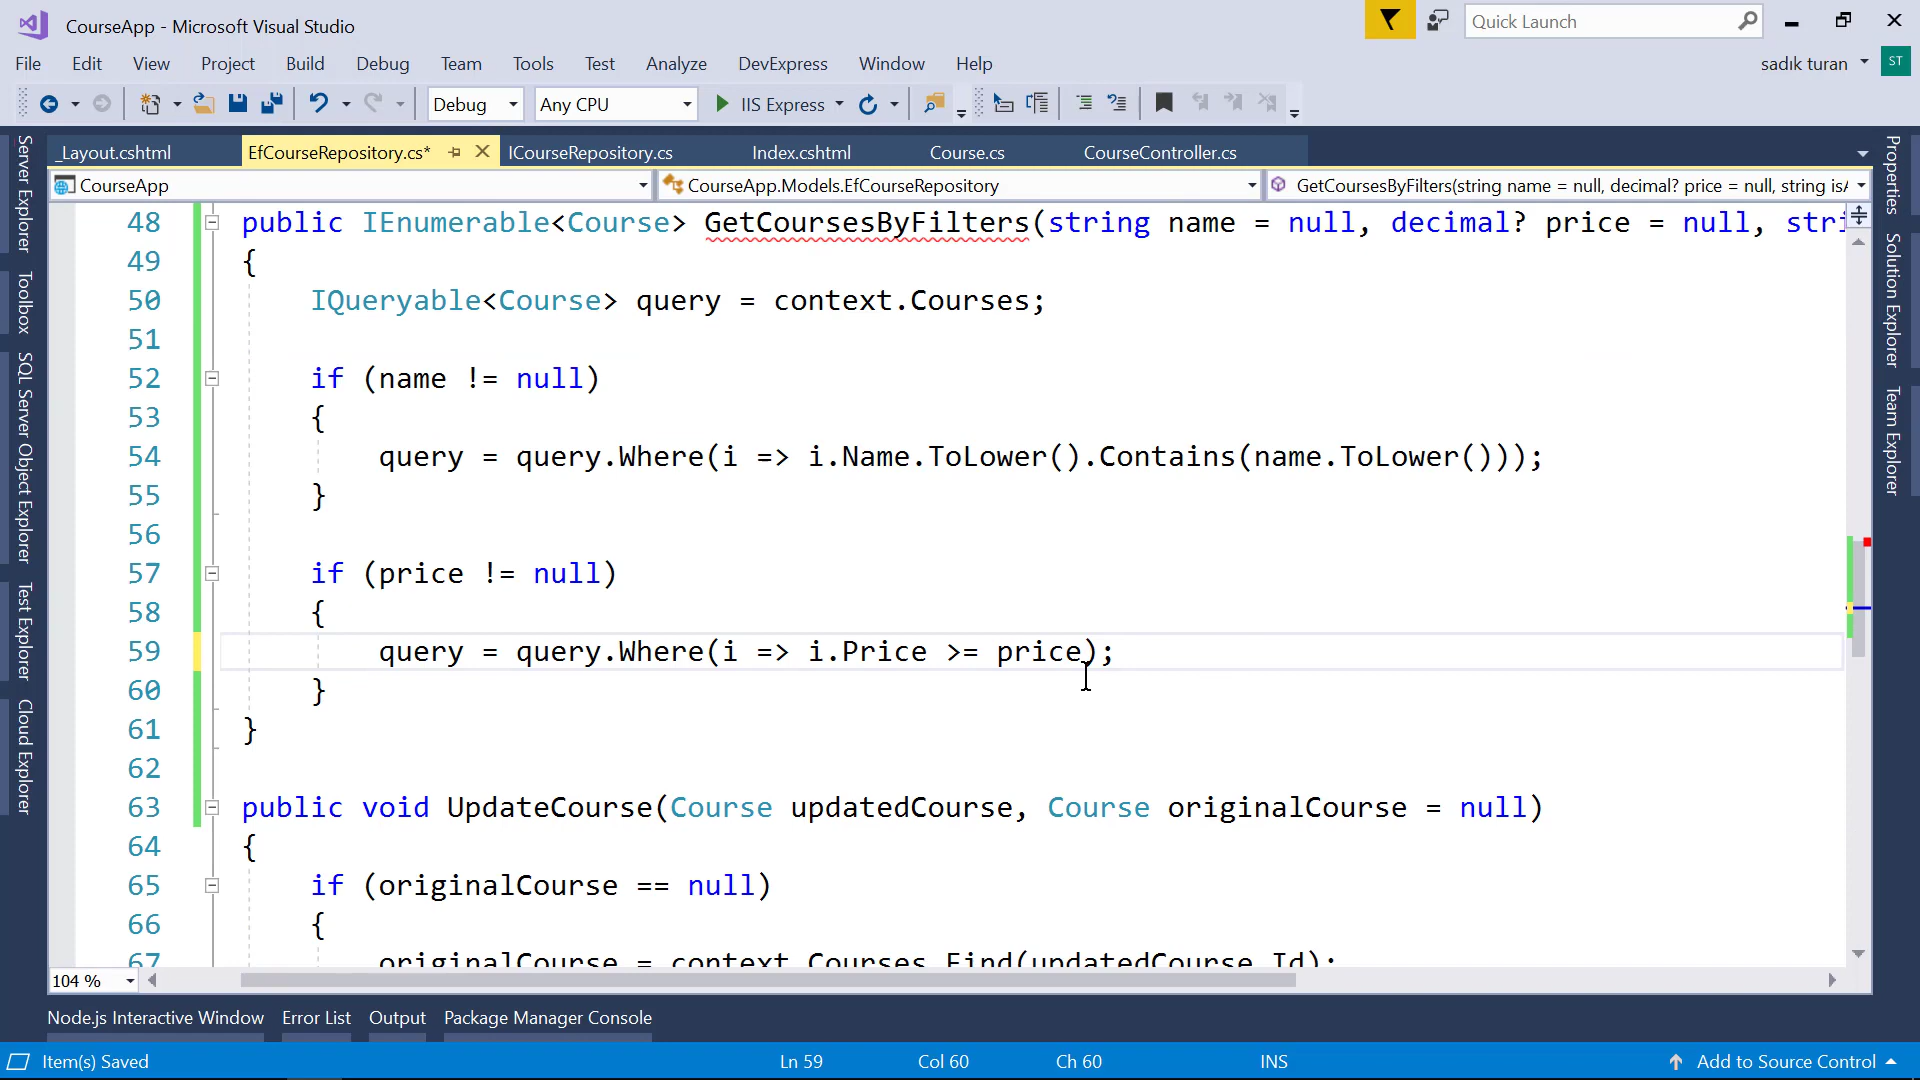 CourseApp - Microsoft Visual Studio
Quick Launch
File Edit View Project Build Debug Team Tools Test Analyze DevExpress Window Help
sadık turan ST
Debug Any CPU IIS Express
_Layout.cshtml EfCourseRepository.cs* ICourseRepository.cs Index.cshtml Course.cs CourseController.cs
CourseApp CourseApp.Models.EfCourseRepository GetCoursesByFilters(string name = null, decimal? price = null, string isA
48 public IEnumerable<Course> GetCoursesByFilters(string name = null, decimal? price = null, stri
49 {
50 IQueryable<Course> query = context.Courses;
51
52 if (name != null)
53 {
54 query = query.Where(i => i.Name.ToLower().Contains(name.ToLower()));
55 }
56
57 if (price != null)
58 {
59 query = query.Where(i => i.Price >= price);
60 }
61 }
62
63 public void UpdateCourse(Course updatedCourse, Course originalCourse = null)
64 {
65 if (originalCourse == null)
66 {
67 originalCourse = context.Courses.Find(updatedCourse.Id);
104 %
Server Explorer
Toolbox
SQL Server Object Explorer
Test Explorer
Cloud Explorer
Properties
Solution Explorer
Team Explorer
Node.js Interactive Window Error List Output Package Manager Console
Item(s) Saved Ln 59 Col 60 Ch 60 INS Add to Source Control